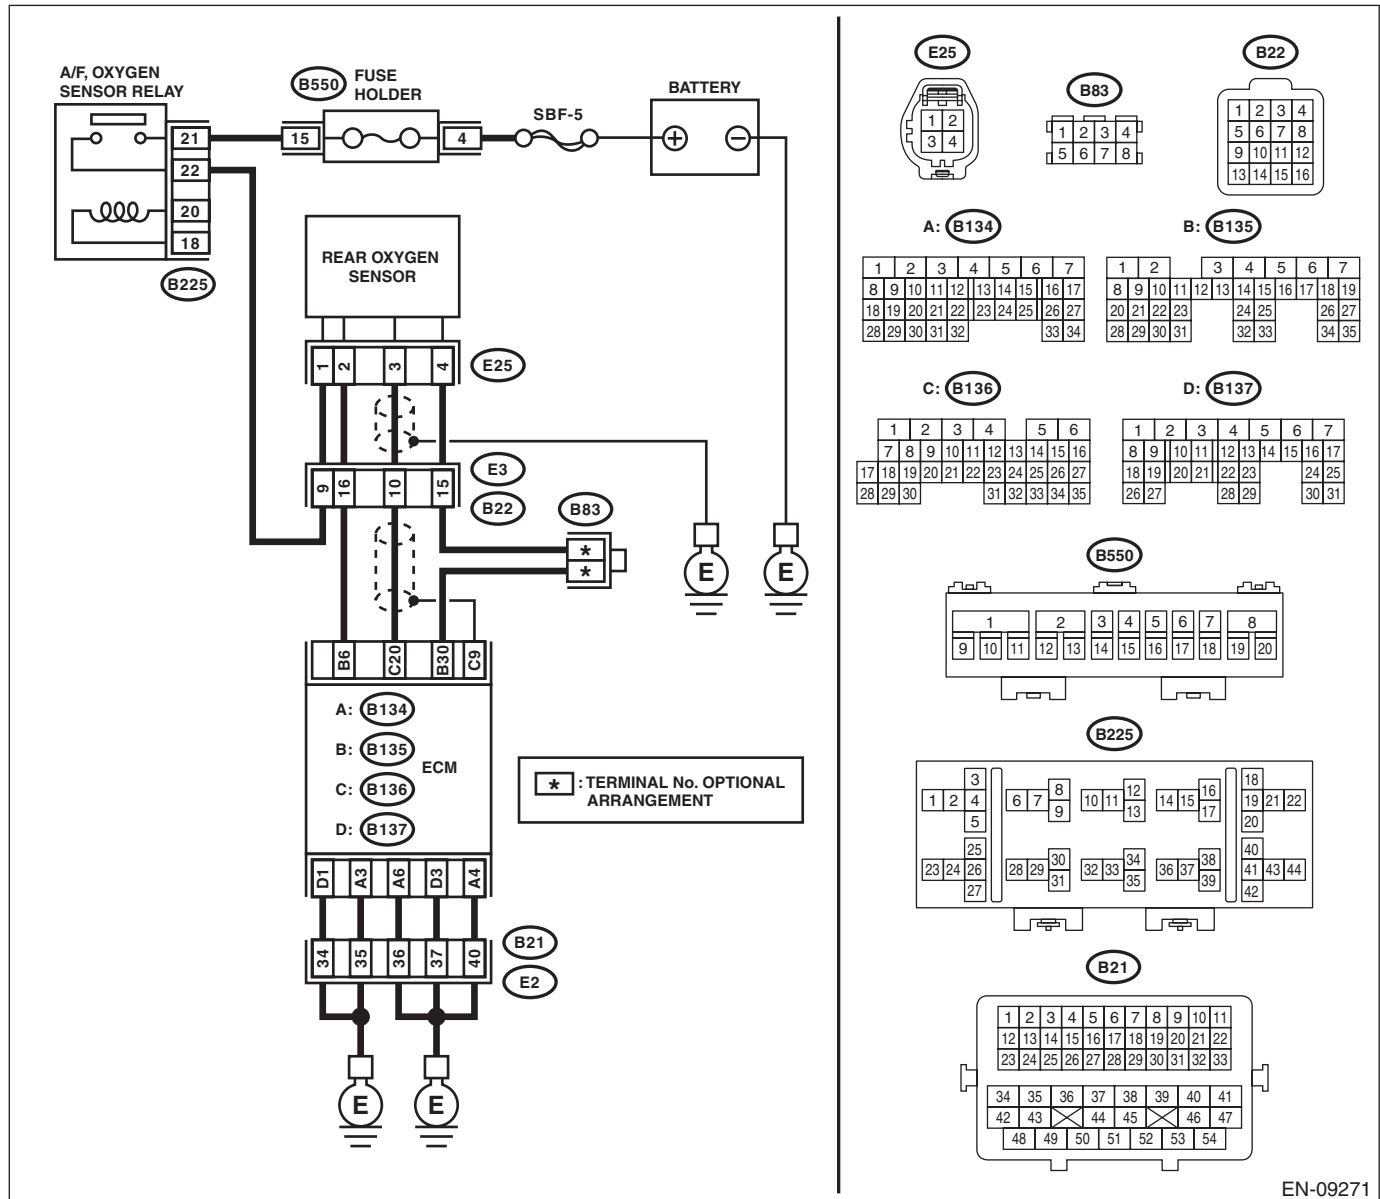 A/F, OXYGEN
SENSOR RELAY
B550
FUSE
HOLDER
SBF-5
BATTERY
21
15
4
+
−
22
20
18
B225
REAR OXYGEN
SENSOR
1 2 3 4
E25
9 16 10 15
E3
B22
B83
*
*
E
E
B6 C20 B30 C9
A: B134
B: B135
C: B136
D: B137
ECM
* : TERMINAL No. OPTIONAL
ARRANGEMENT
D1 A3 A6 D3 A4
34 35 36 37 40
B21
E2
E
E
E25
1 2
3 4
B83
1 2 3 4
5 6 7 8
B22
1 2 3 4
5 6 7 8
9 10 11 12
13 14 15 16
A: B134
1 2 3 4 5 6 7
8 9 10 11 12 13 14 15 16 17
18 19 20 21 22 23 24 25 26 27
28 29 30 31 32 33 34
B: B135
1 2 3 4 5 6 7
8 9 10 11 12 13 14 15 16 17 18 19
20 21 22 23 24 25 26 27
28 29 30 31 32 33 34 35
C: B136
1 2 3 4 5 6
7 8 9 10 11 12 13 14 15 16
17 18 19 20 21 22 23 24 25 26 27
28 29 30 31 32 33 34 35
D: B137
1 2 3 4 5 6 7
8 9 10 11 12 13 14 15 16 17
18 19 20 21 22 23 24 25
26 27 28 29 30 31
B550
1 2 3 4 5 6 7 8
9 10 11 12 13 14 15 16 17 18 19 20
B225
3 8 12 16 18
1 2 4 6 7 9 10 11 13 14 15 17 19 21 22
5 20
25 30 34 38 40
23 24 26 28 29 31 32 33 35 36 37 39 41 43 44
27 42
B21
1 2 3 4 5 6 7 8 9 10 11
12 13 14 15 16 17 18 19 20 21 22
23 24 25 26 27 28 29 30 31 32 33
34 35 36 37 38 39 40 41
42 43 44 45 46 47
48 49 50 51 52 53 54
EN-09271